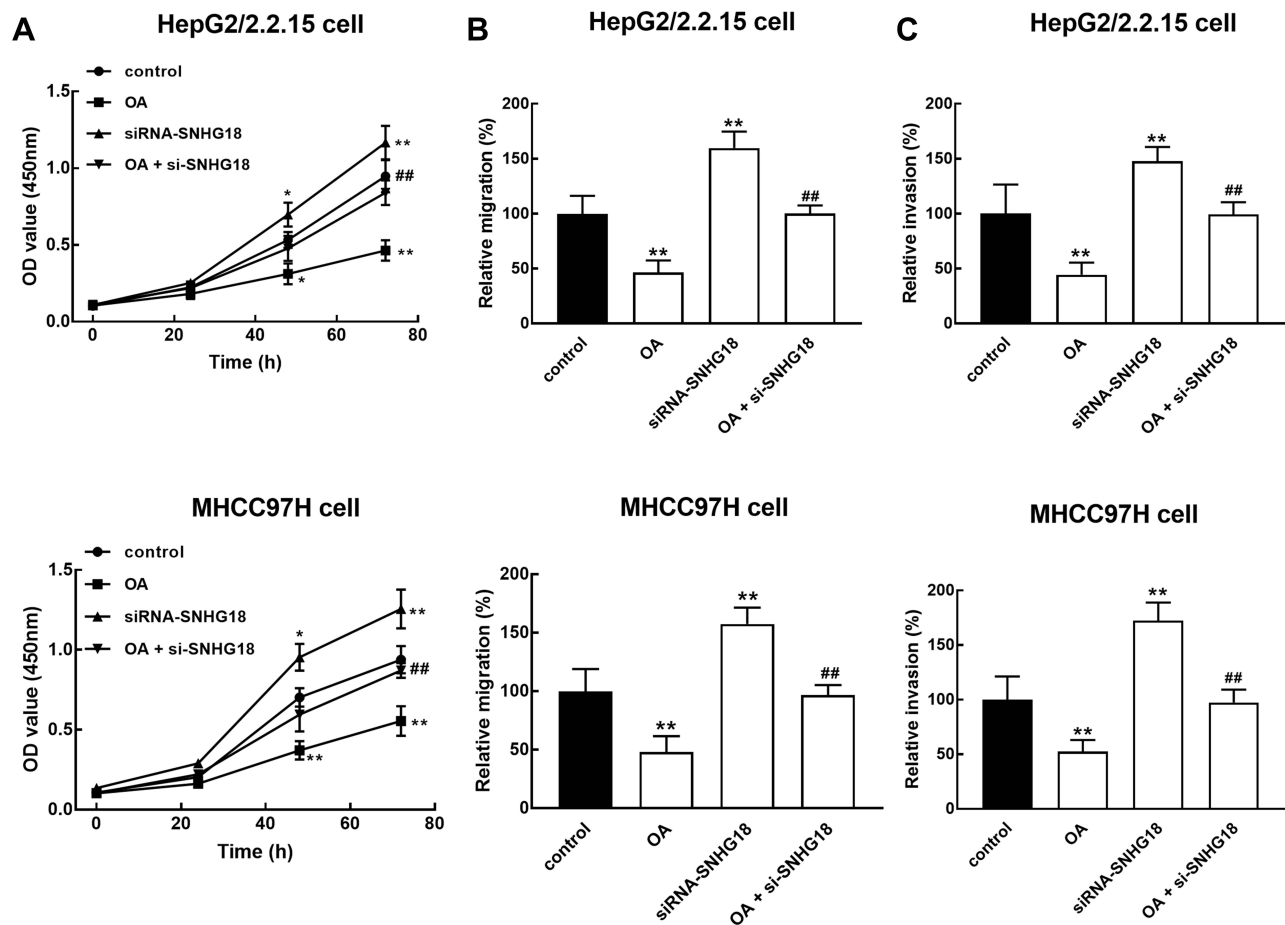 A
HepG2/2.2.15 cell
control
OA
siRNA-SNHG18
OA + si-SNHG18
OD value (450nm)
1.5
1.0
0.5
0.0
0 20 40 60 80
Time (h)
*
*
**
##
**
B
HepG2/2.2.15 cell
Relative migration (%)
200
150
100
50
0
**
**
##
control
OA
siRNA-SNHG18
OA + si-SNHG18
C
HepG2/2.2.15 cell
Relative invasion (%)
200
150
100
50
0
**
**
##
control
OA
siRNA-SNHG18
OA + si-SNHG18
MHCC97H cell
control
OA
siRNA-SNHG18
OA + si-SNHG18
OD value (450nm)
1.5
1.0
0.5
0.0
0 20 40 60 80
Time (h)
*
**
**
##
**
MHCC97H cell
Relative migration (%)
200
150
100
50
0
**
**
##
control
OA
siRNA-SNHG18
OA + si-SNHG18
MHCC97H cell
Relative invasion (%)
200
150
100
50
0
**
**
##
control
OA
siRNA-SNHG18
OA + si-SNHG18